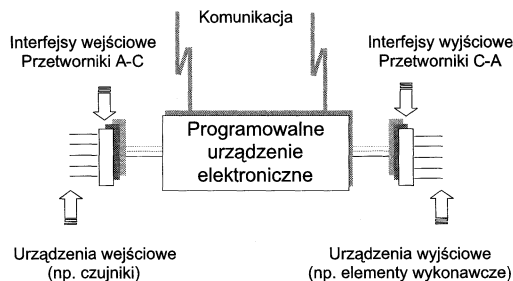 Komunikacja
Interfejsy wejściowe
Przetworniki A-C
Interfejsy wyjściowe
Przetworniki C-A
Programowalne
urządzenie
elektroniczne
Urządzenia wejściowe
(np. czujniki)
Urządzenia wyjściowe
(np. elementy wykonawcze)